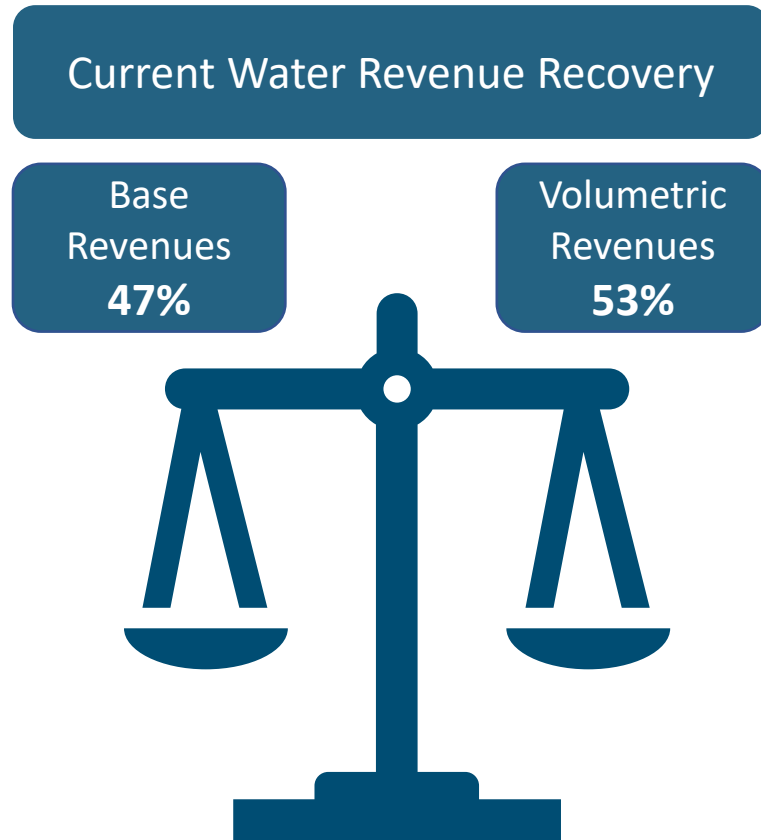 Current Water Revenue Recovery
Base
Revenues
47%
Volumetric
Revenues
53%